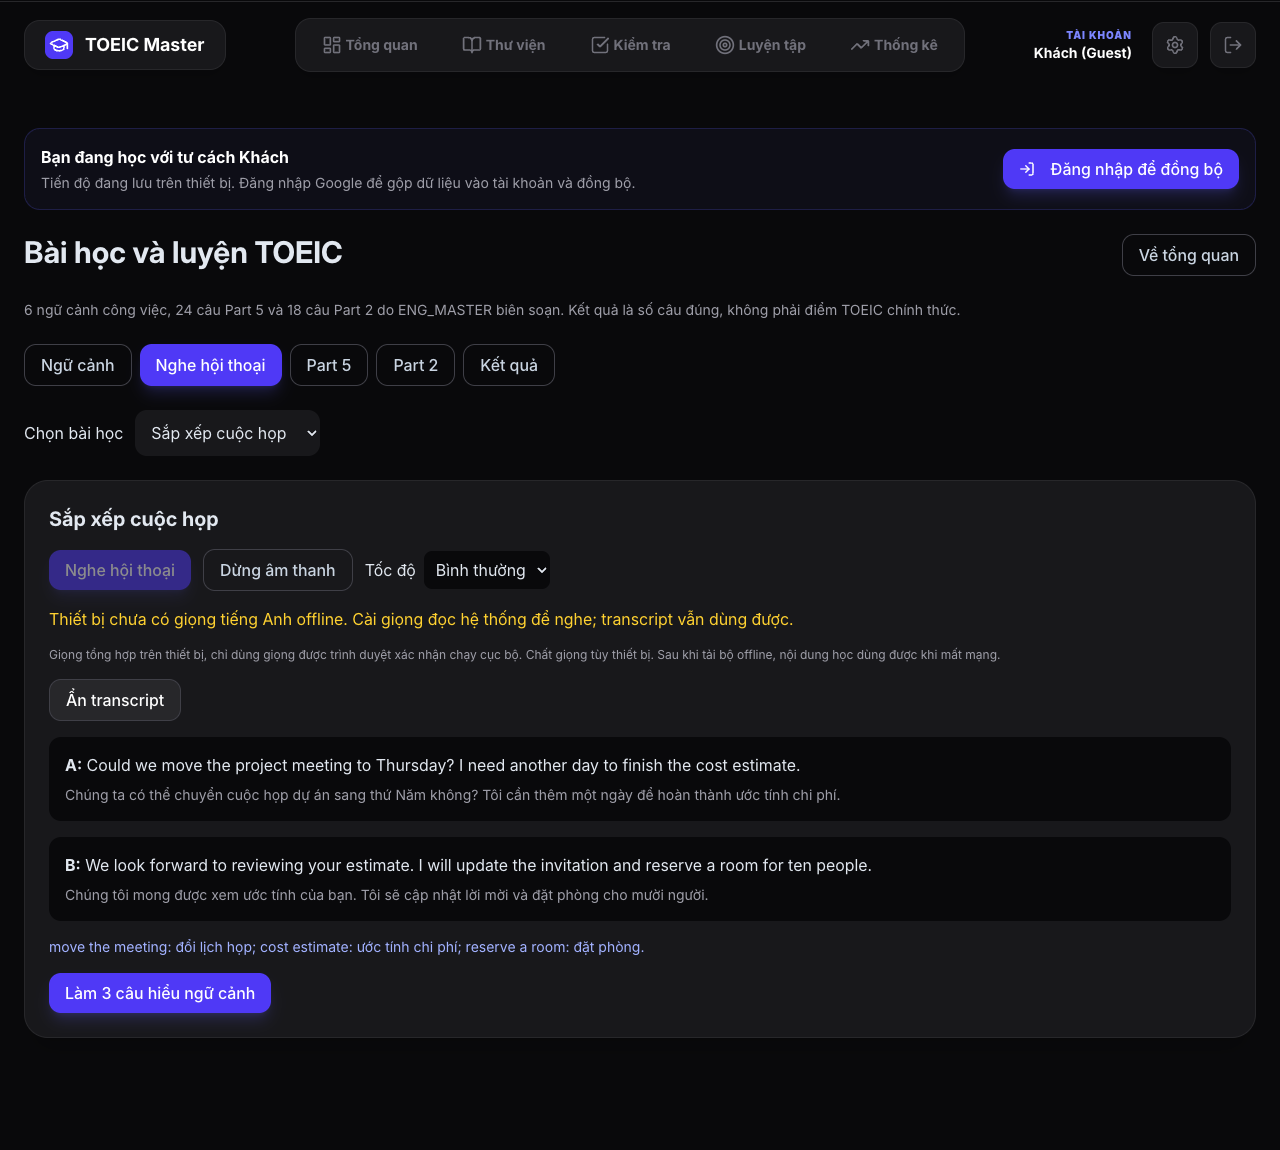 TOEIC Master
Tổng quan
Thư viện
Kiểm tra
Luyện tập
Thống kê
TÀI KHOẢN
Khách (Guest)
Bạn đang học với tư cách Khách
Tiến độ đang lưu trên thiết bị. Đăng nhập Google để gộp dữ liệu vào tài khoản và đồng bộ.
Đăng nhập để đồng bộ
Bài học và luyện TOEIC
Về tổng quan
6 ngữ cảnh công việc, 24 câu Part 5 và 18 câu Part 2 do ENG_MASTER biên soạn. Kết quả là số câu đúng, không phải điểm TOEIC chính thức.
Ngữ cảnh
Nghe hội thoại
Part 5
Part 2
Kết quả
Chọn bài học
Sắp xếp cuộc họp
Sắp xếp cuộc họp
Nghe hội thoại
Dừng âm thanh
Tốc độ
Bình thường
Thiết bị chưa có giọng tiếng Anh offline. Cài giọng đọc hệ thống để nghe; transcript vẫn dùng được.
Giọng tổng hợp trên thiết bị, chỉ dùng giọng được trình duyệt xác nhận chạy cục bộ. Chất giọng tùy thiết bị. Sau khi tải bộ offline, nội dung học dùng được khi mất mạng.
Ẩn transcript
A: Could we move the project meeting to Thursday? I need another day to finish the cost estimate.
Chúng ta có thể chuyển cuộc họp dự án sang thứ Năm không? Tôi cần thêm một ngày để hoàn thành ước tính chi phí.
B: We look forward to reviewing your estimate. I will update the invitation and reserve a room for ten people.
Chúng tôi mong được xem ước tính của bạn. Tôi sẽ cập nhật lời mời và đặt phòng cho mười người.
move the meeting: đổi lịch họp; cost estimate: ước tính chi phí; reserve a room: đặt phòng.
Làm 3 câu hiểu ngữ cảnh